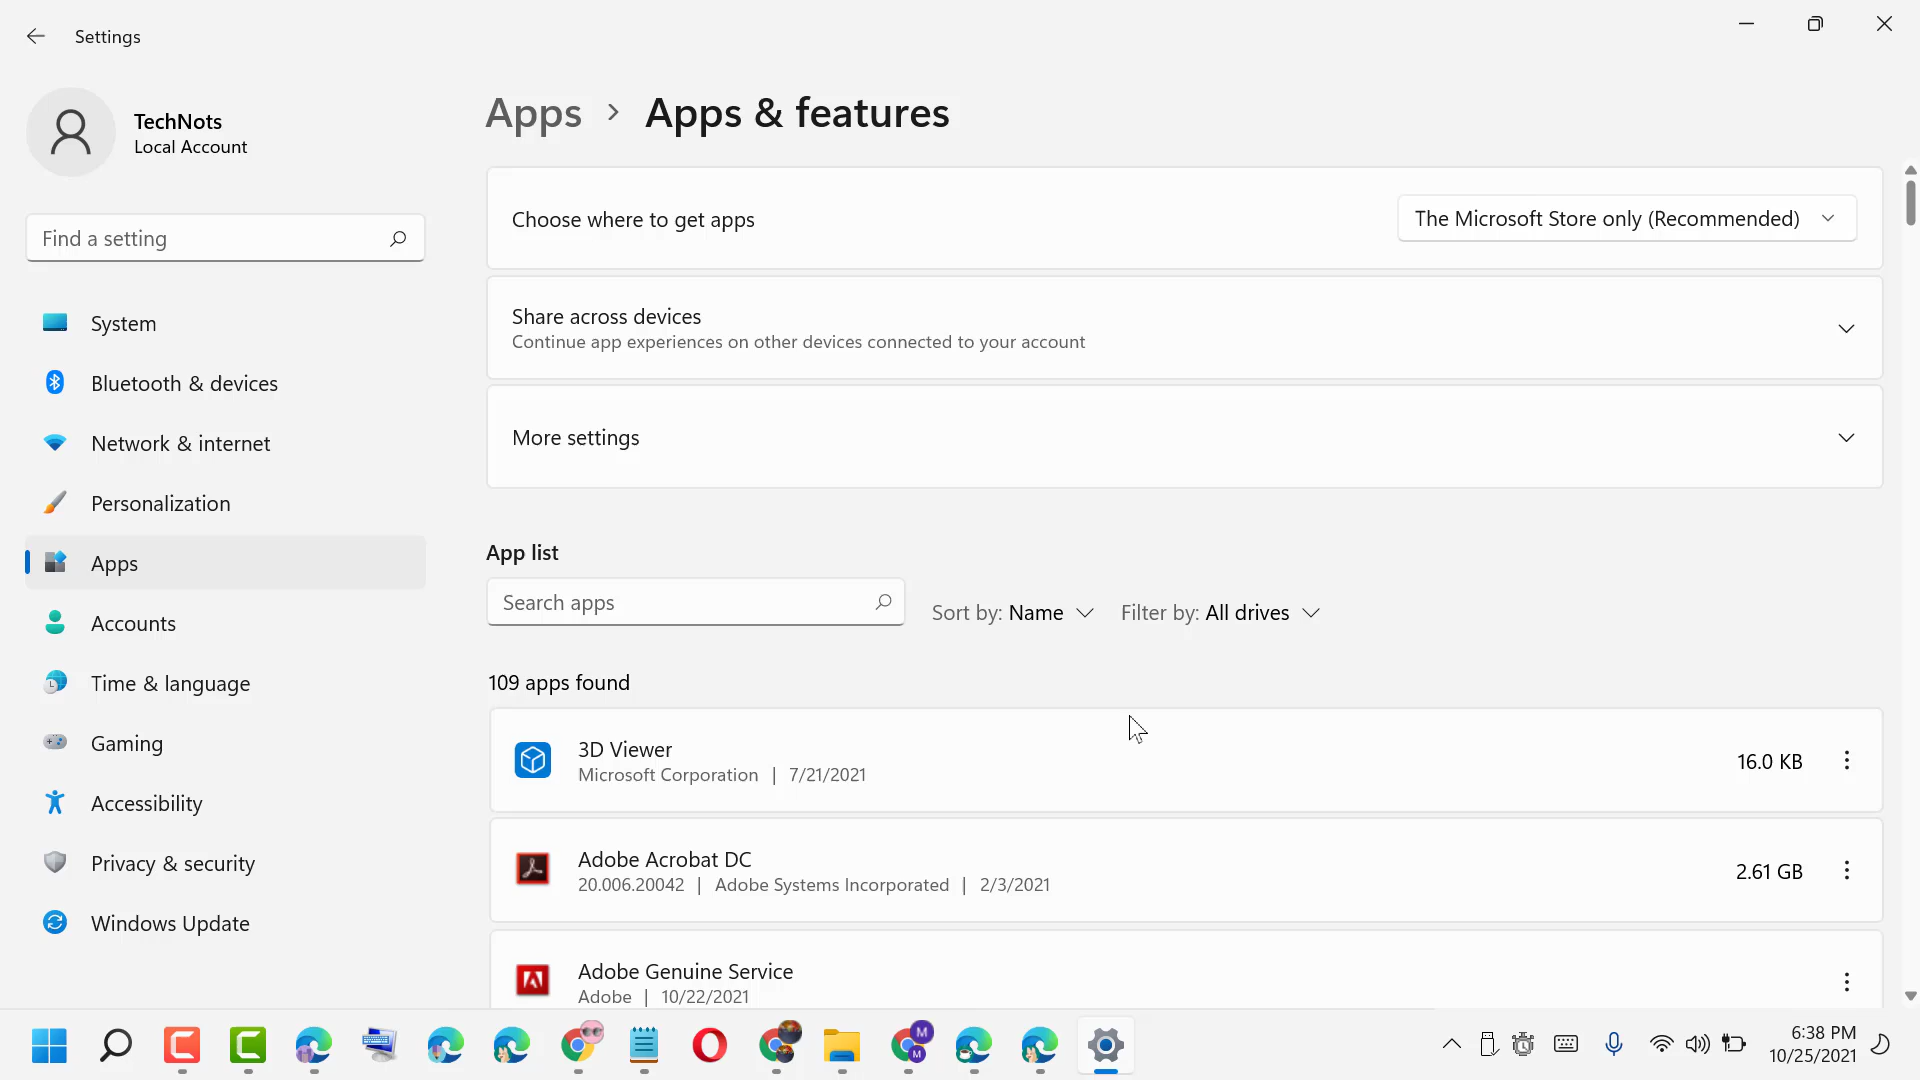 Settings
TechNots
Local Account
Find a setting
System
Bluetooth & devices
Network & internet
Personalization
Apps
Accounts
Time & language
Gaming
Accessibility
Privacy & security
Windows Update
Apps > Apps & features
Choose where to get apps
The Microsoft Store only (Recommended)
Share across devices
Continue app experiences on other devices connected to your account
More settings
App list
Search apps
Sort by: Name
Filter by: All drives
109 apps found
3D Viewer
Microsoft Corporation | 7/21/2021
16.0 KB
Adobe Acrobat DC
20.006.20042 | Adobe Systems Incorporated | 2/3/2021
2.61 GB
Adobe Genuine Service
Adobe | 10/22/2021
M
M
6:38 PM
10/25/2021